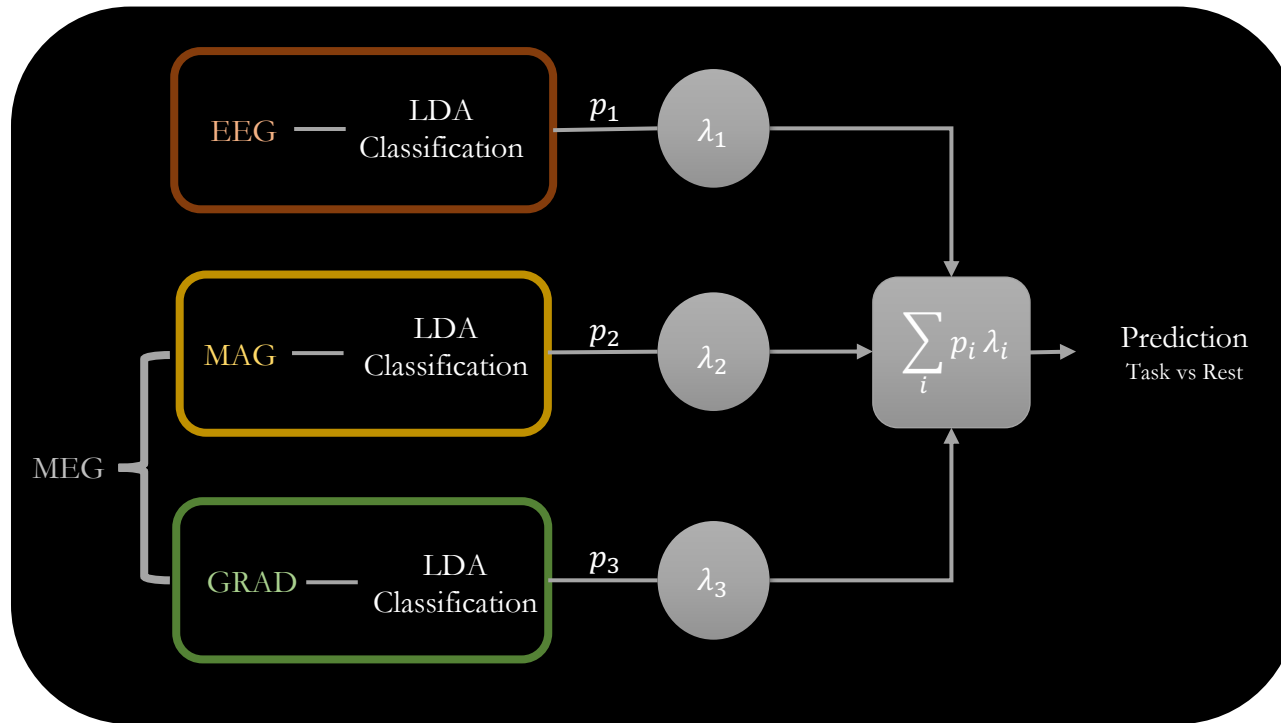 EEG
LDA
Classification
p₁
λ₁
MAG
LDA
Classification
p₂
λ₂
∑ᵢ pᵢ λᵢ
Prediction
Task vs Rest
MEG
GRAD
LDA
Classification
p₃
λ₃